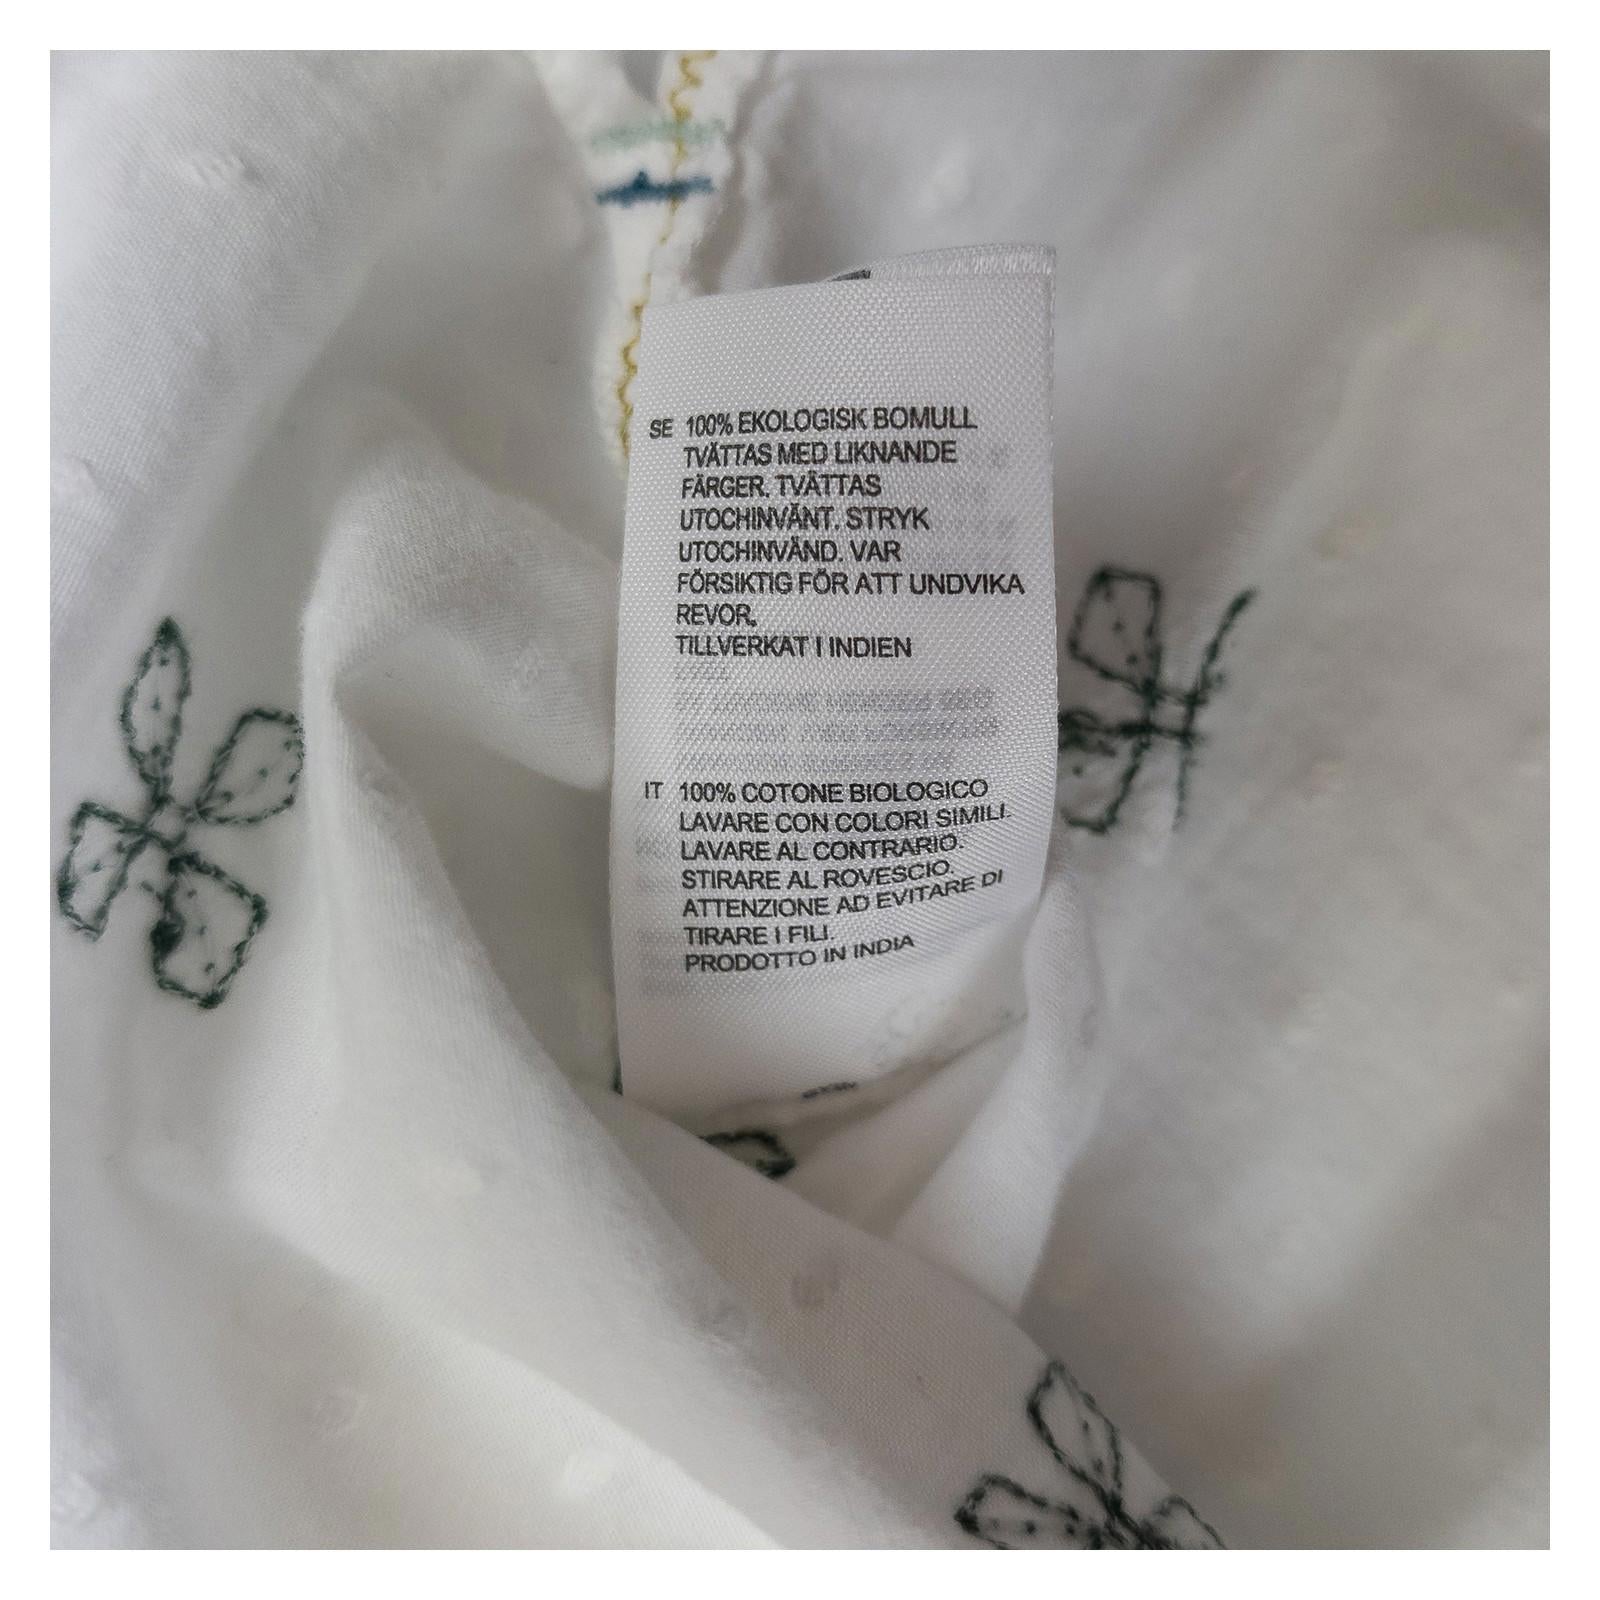 SE 100% EKOLOGISK BOMULL
TVÄTTAS MED LIKNANDE
FÄRGER. TVÄTTAS
UTOCHINVÄNT. STRYK
UTOCHINVÄND. VAR
FÖRSIKTIG FÖR ATT UNDVIKA
REVOR.
TILLVERKAT I INDIEN
IT 100% COTONE BIOLOGICO
LAVARE CON COLORI SIMILI.
LAVARE AL CONTRARIO.
STIRARE AL ROVESCIO.
ATTENZIONE AD EVITARE DI
TIRARE I FILI.
PRODOTTO IN INDIA